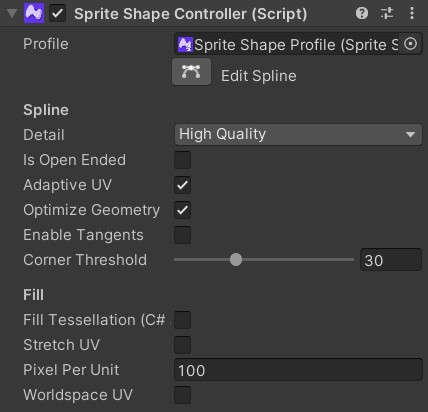 Sprite Shape Controller (Script)
Profile Sprite Shape Profile (Sprite S
Edit Spline
Spline
Detail High Quality
Is Open Ended
Adaptive UV
Optimize Geometry
Enable Tangents
Corner Threshold 30
Fill
Fill Tessellation (C#
Stretch UV
Pixel Per Unit 100
Worldspace UV